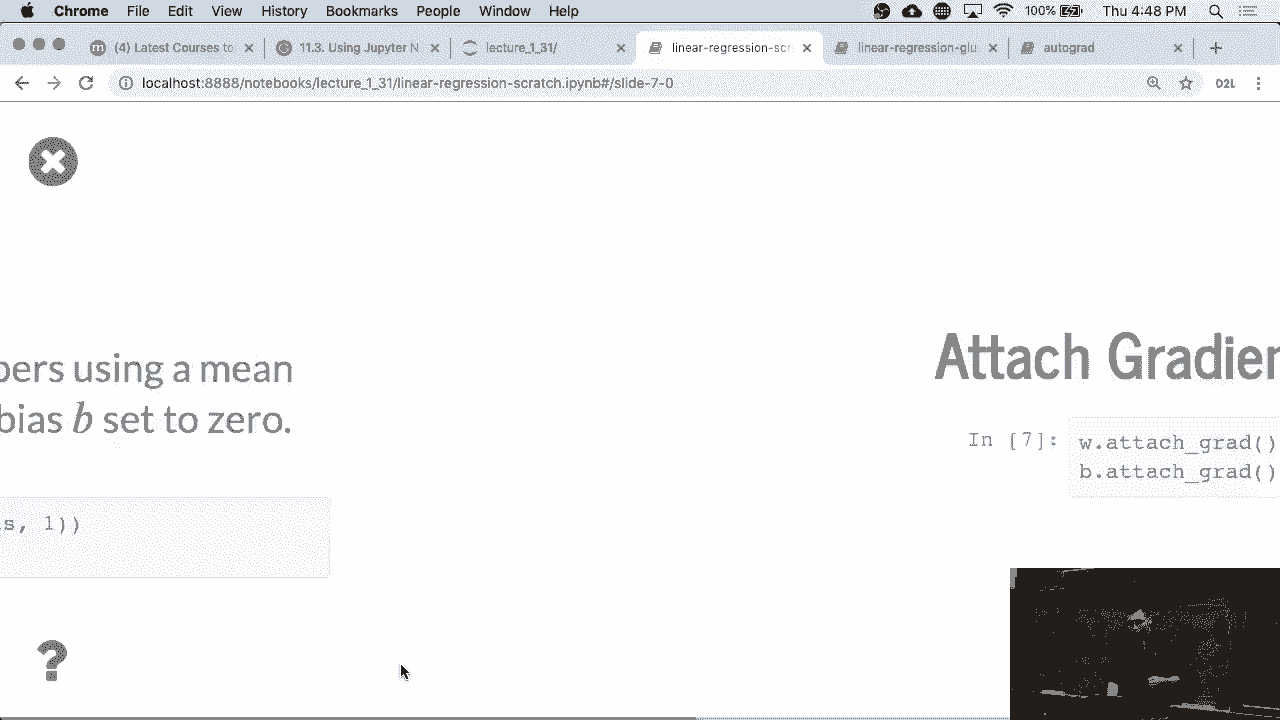 Chrome File Edit View History Bookmarks People Window Help 100% Thu 4:48 PM
(4) Latest Courses to 11.3. Using Jupyter N lecture_1_31/ linear-regression-scr linear-regression-glu autograd
localhost:8888/notebooks/lecture_1_31/linear-regression-scratch.ipynb#/slide-7-0 D2L
bers using a mean
bias b set to zero.
s, 1))
Attach Gradien
In [7]: w.attach_grad()
b.attach_grad()